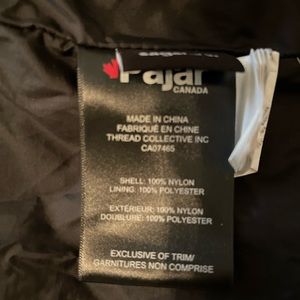 Pajar
CANADA
MADE IN CHINA
FABRIQUÉ EN CHINE
THREAD COLLECTIVE INC
CA07465
SHELL: 100% NYLON
LINING: 100% POLYESTER
EXTÉRIEUR: 100% NYLON
DOUBLURE: 100% POLYESTER
EXCLUSIVE OF TRIM/
GARNITURES NON COMPRISE